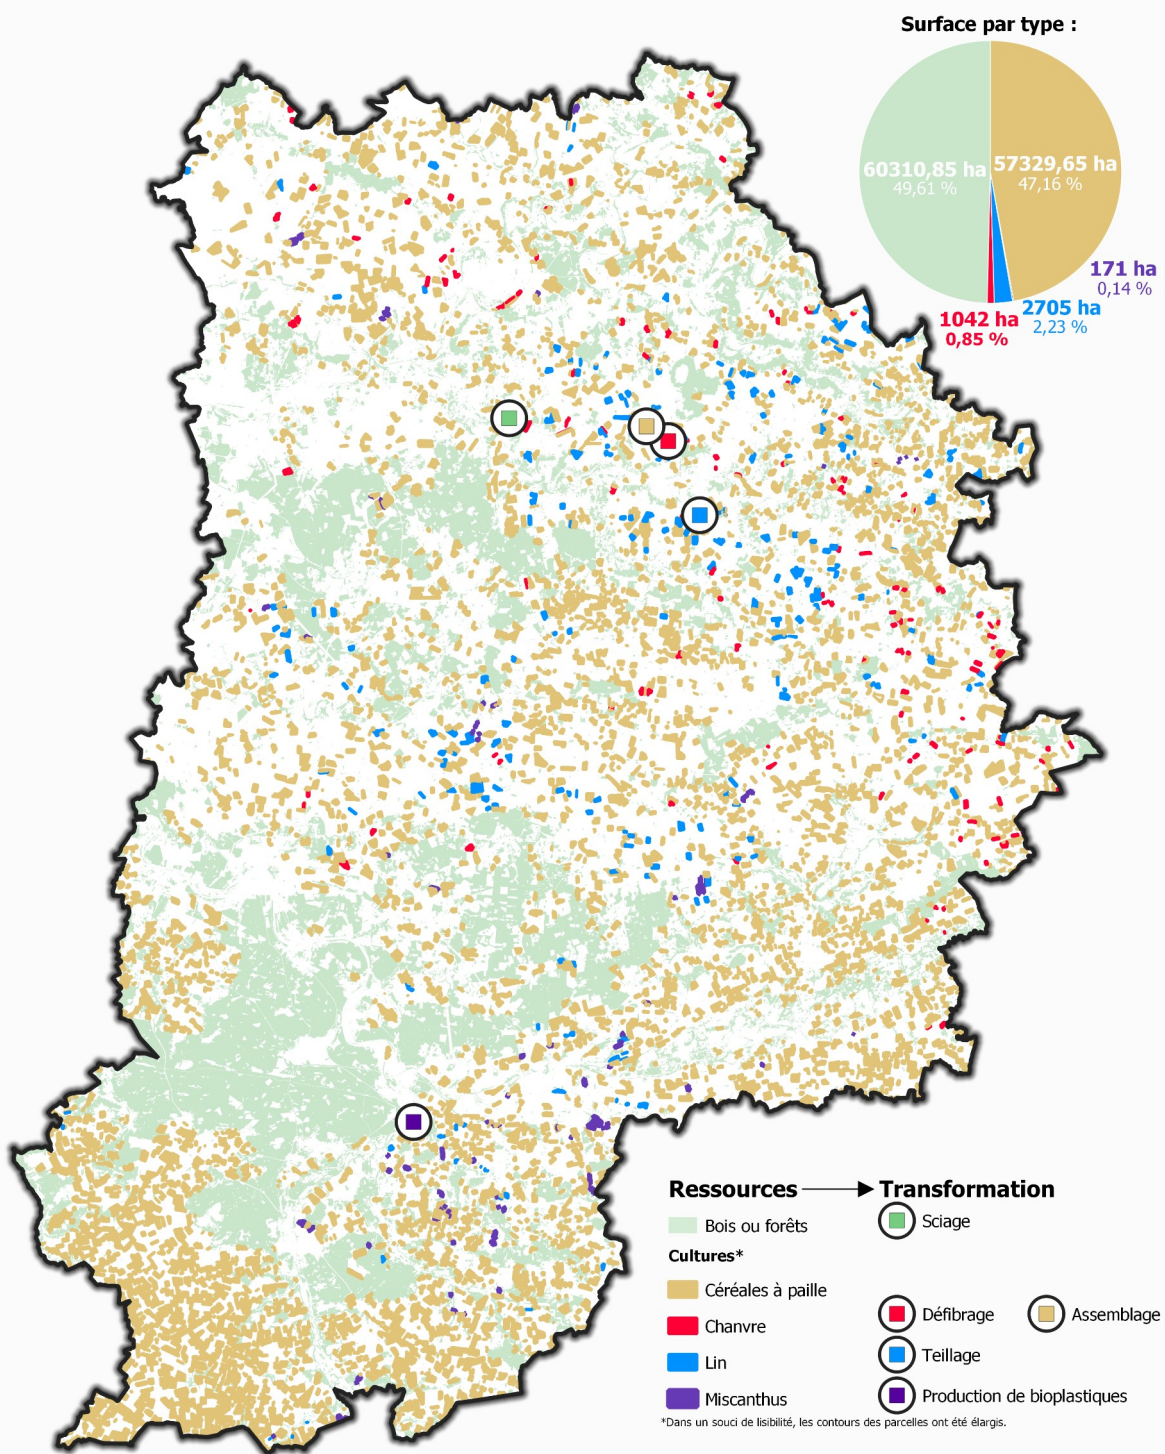 Surface par type :
60310,85 ha
49,61 %
57329,65 ha
47,16 %
171 ha
0,14 %
2705 ha
2,23 %
1042 ha
0,85 %
Ressources Transformation
Bois ou forêts
Sciage
Cultures*
Céréales à paille
Chanvre
Défibrage
Assemblage
Lin
Teillage
Miscanthus
Production de bioplastiques
*Dans un souci de lisibilité, les contours des parcelles ont été élargis.